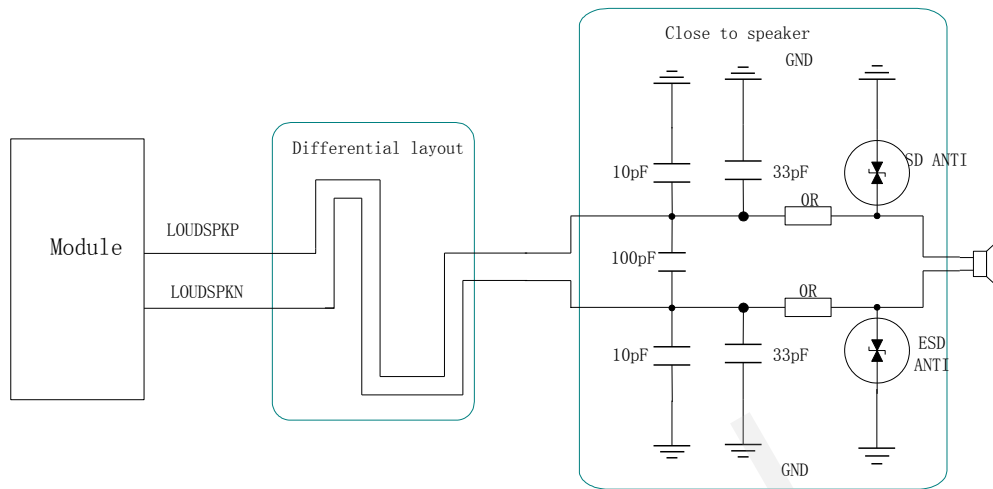 Close to speaker
GND
Differential layout
SD ANTI
10pF
33pF
0R
LOUDSPKP
Module
100pF
LOUDSPKN
0R
10pF
33pF
ESD
ANTI
GND